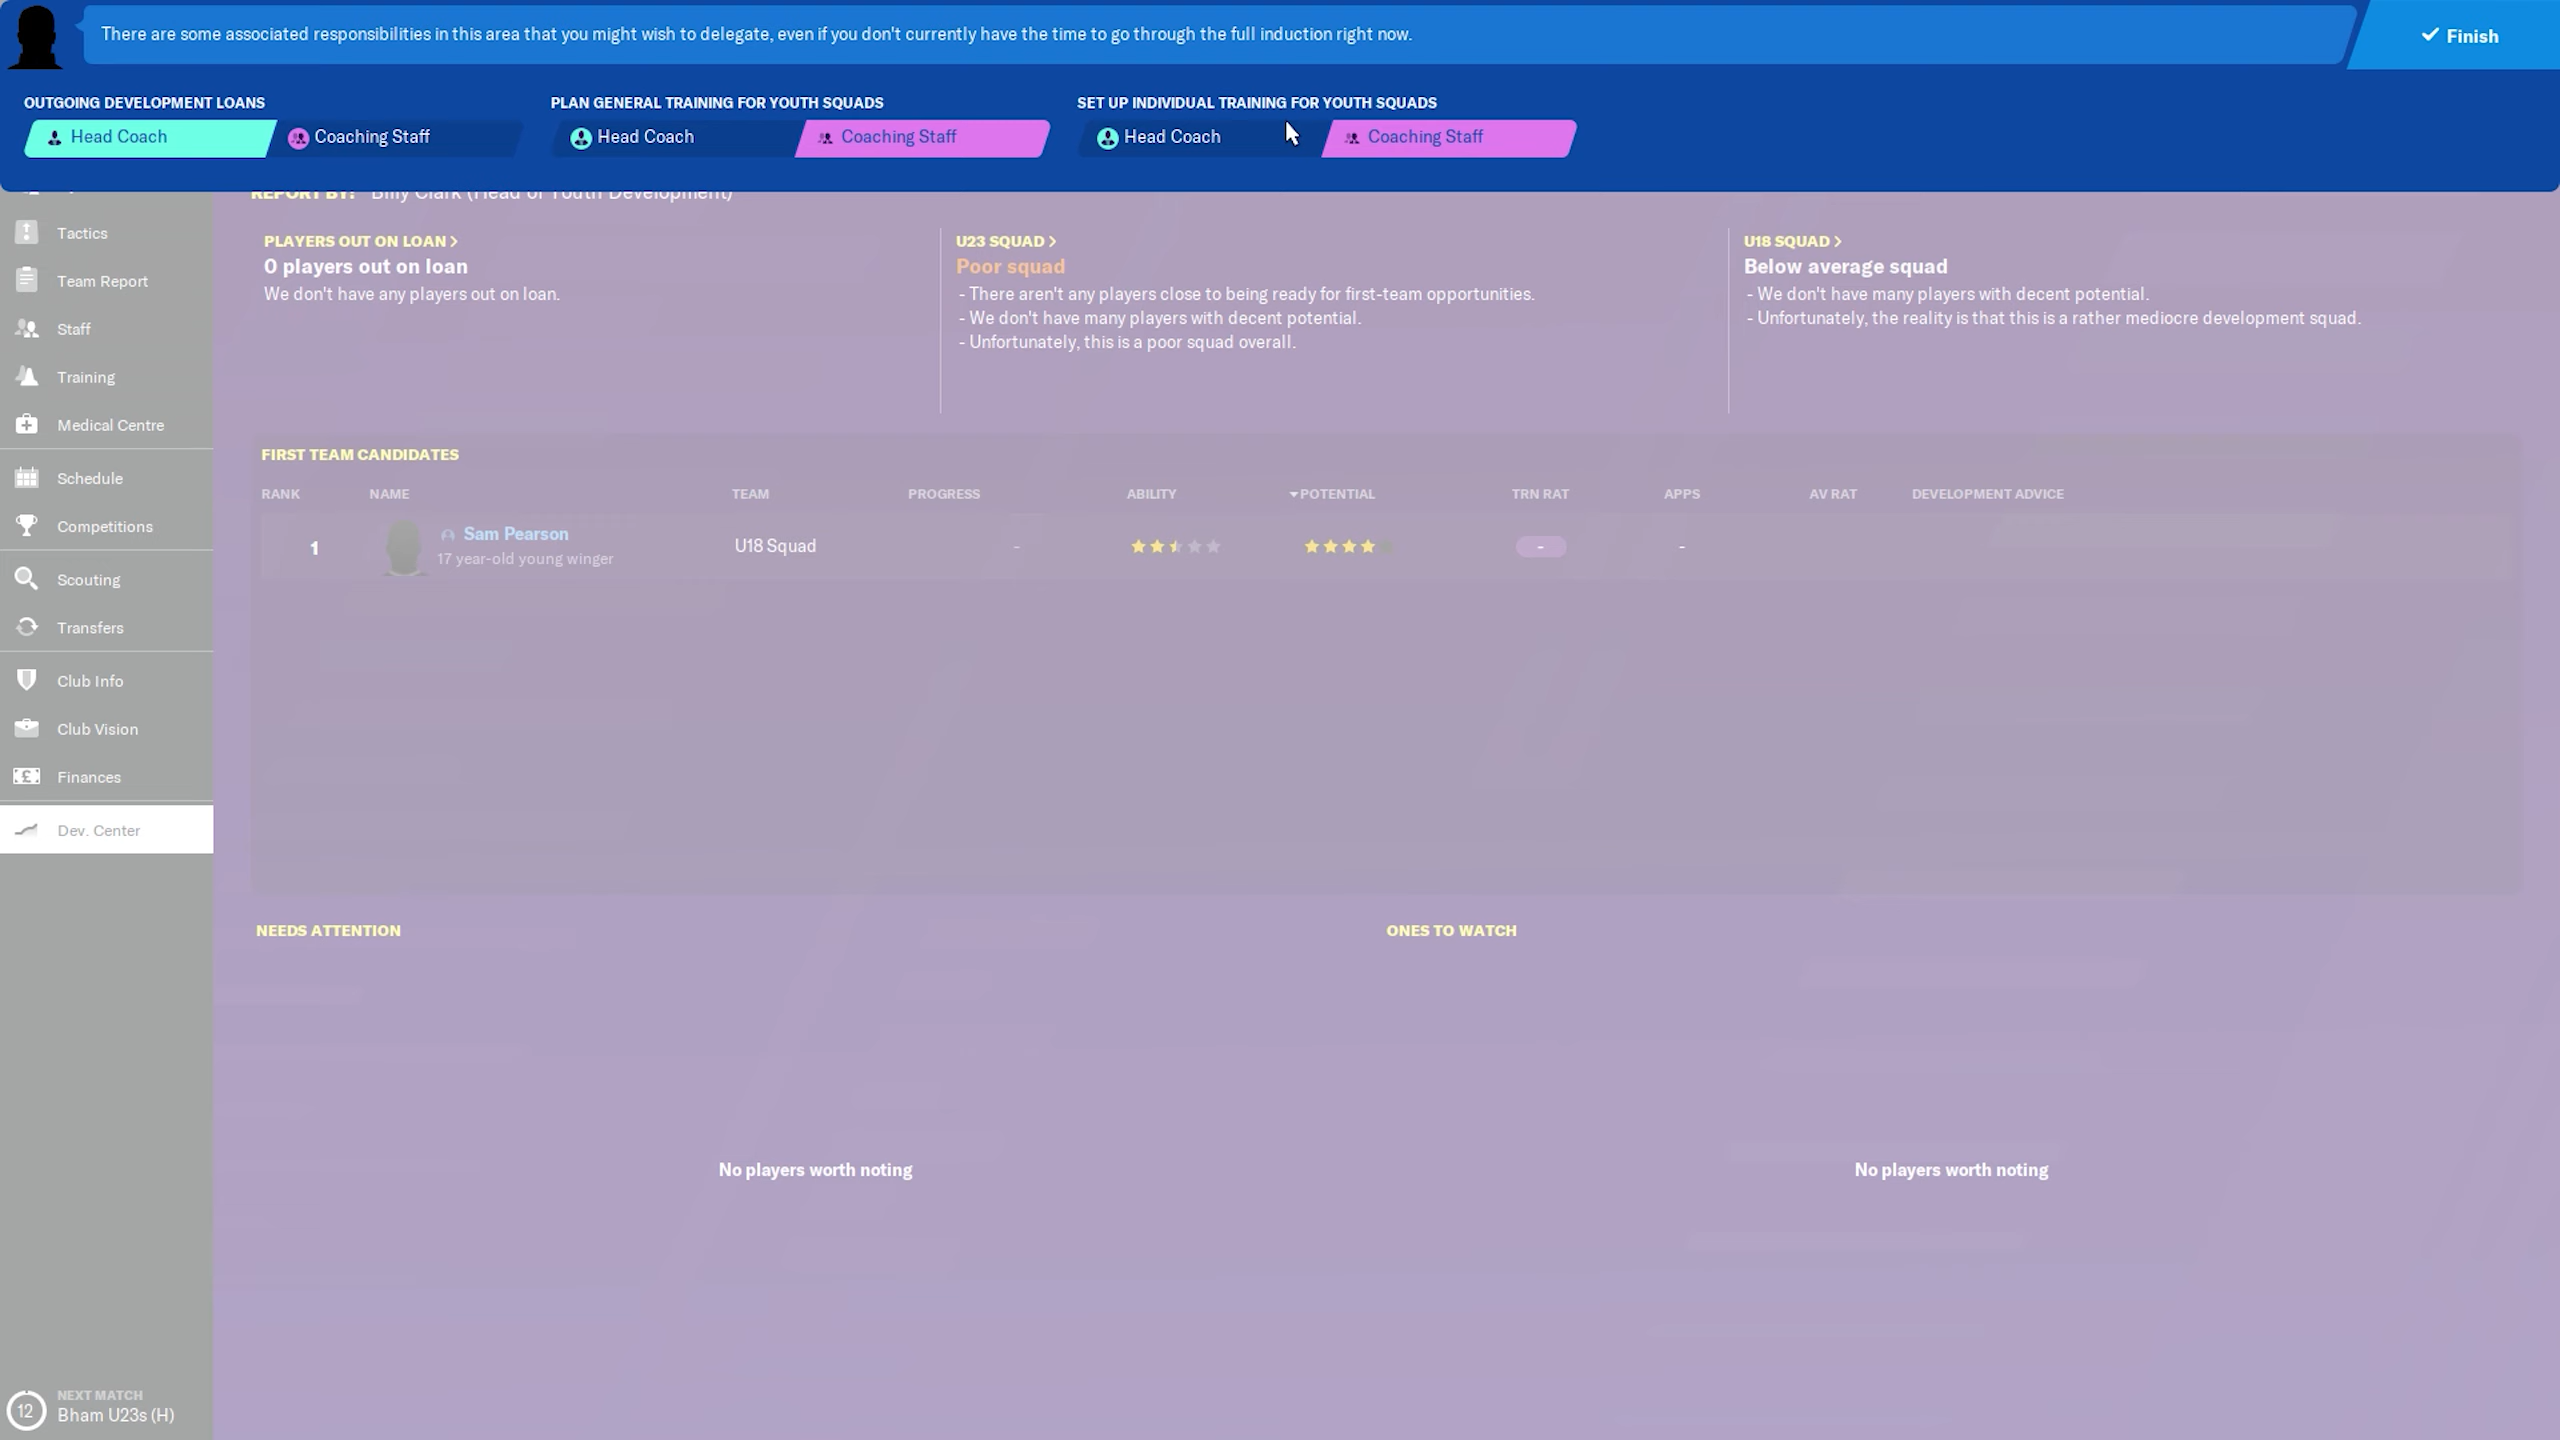 There are some associated responsibilities in this area that you might wish to delegate, even if you don't currently have the time to go through the full induction right now.
Finish
OUTGOING DEVELOPMENT LOANS
Head Coach
Coaching Staff
PLAN GENERAL TRAINING FOR YOUTH SQUADS
Head Coach
Coaching Staff
SET UP INDIVIDUAL TRAINING FOR YOUTH SQUADS
Head Coach
Coaching Staff
REPORT BY: Billy Clark (Head of Youth Development)
Tactics
Team Report
Staff
Training
Medical Centre
Schedule
Competitions
Scouting
Transfers
Club Info
Club Vision
Finances
Dev. Center
PLAYERS OUT ON LOAN >
0 players out on loan
We don't have any players out on loan.
U23 SQUAD >
Poor squad
- There aren't any players close to being ready for first-team opportunities.
- We don't have many players with decent potential.
- Unfortunately, this is a poor squad overall.
U18 SQUAD >
Below average squad
- We don't have many players with decent potential.
- Unfortunately, the reality is that this is a rather mediocre development squad.
FIRST TEAM CANDIDATES
RANK NAME TEAM PROGRESS ABILITY POTENTIAL TRN RAT APPS AV RAT DEVELOPMENT ADVICE
1 Sam Pearson U18 Squad - - -
17 year-old young winger
NEEDS ATTENTION
No players worth noting
ONES TO WATCH
No players worth noting
12
NEXT MATCH
Bham U23s (H)